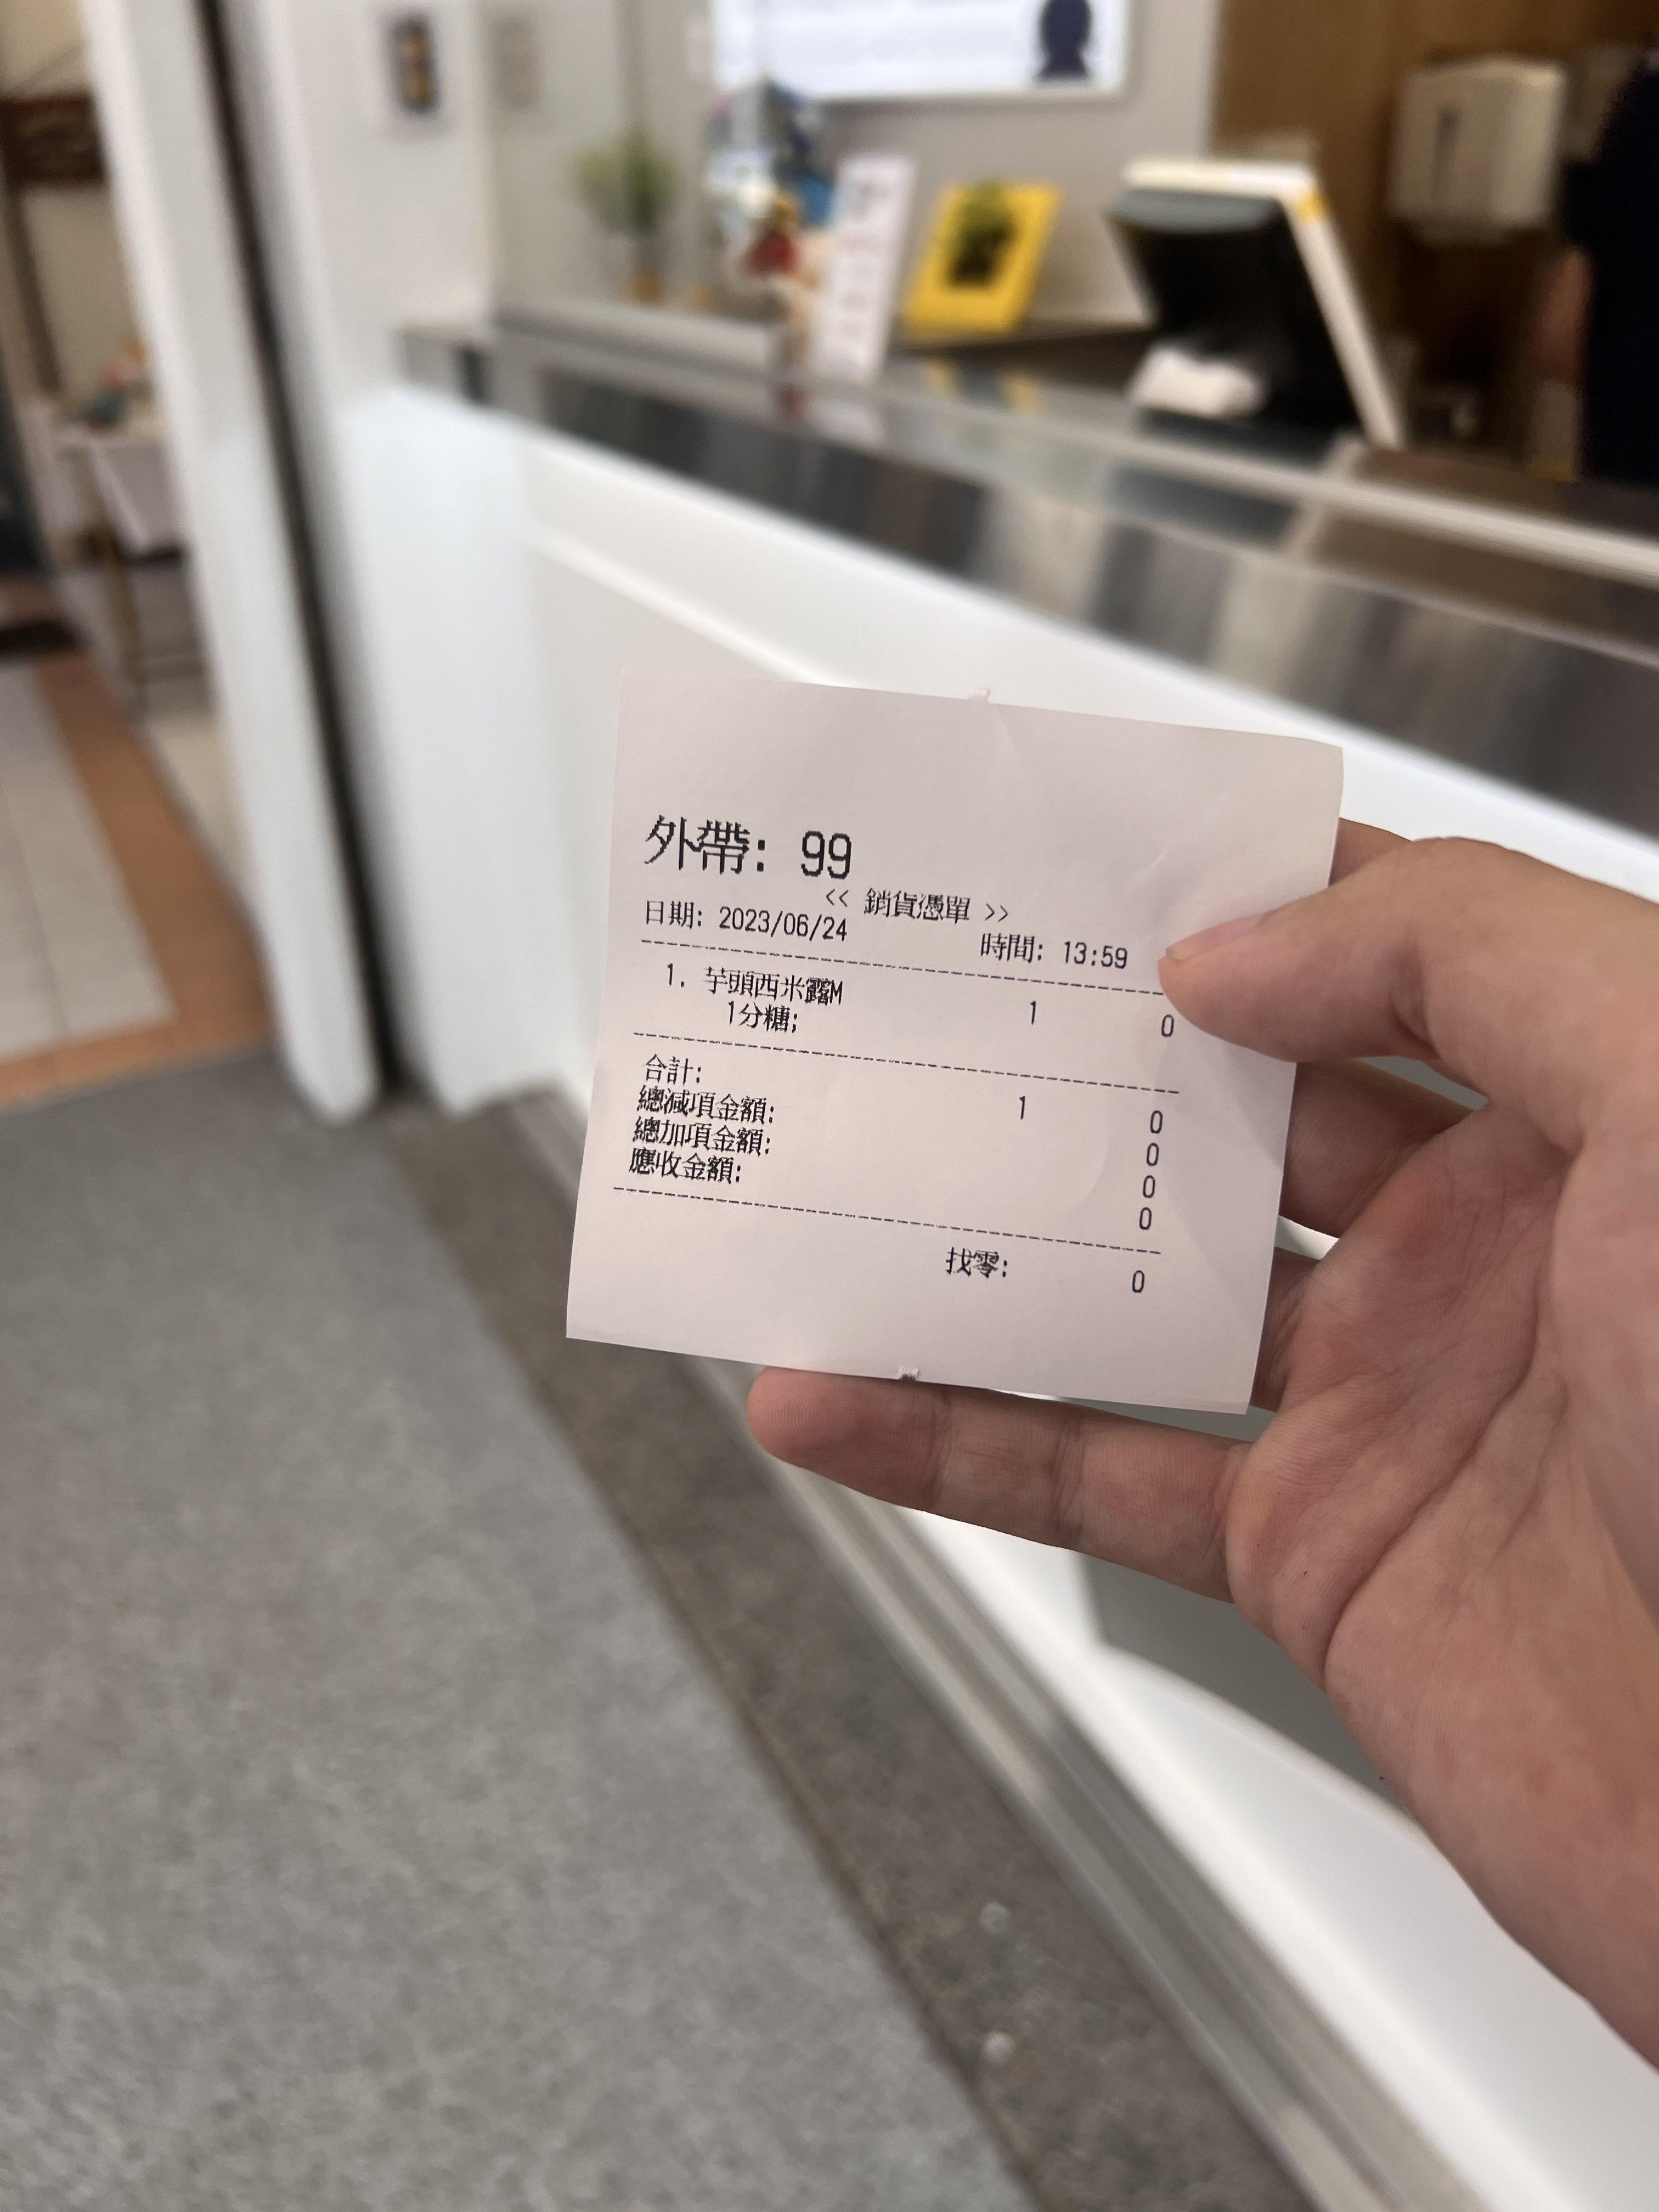 外帶: 99
<< 銷貨憑單 >>
日期: 2023/06/24 時間: 13:59
1. 芋頭西米露M 1 0
1分糖;
合計: 1 0
總減項金額: 0
總加項金額: 0
應收金額: 0
找零: 0